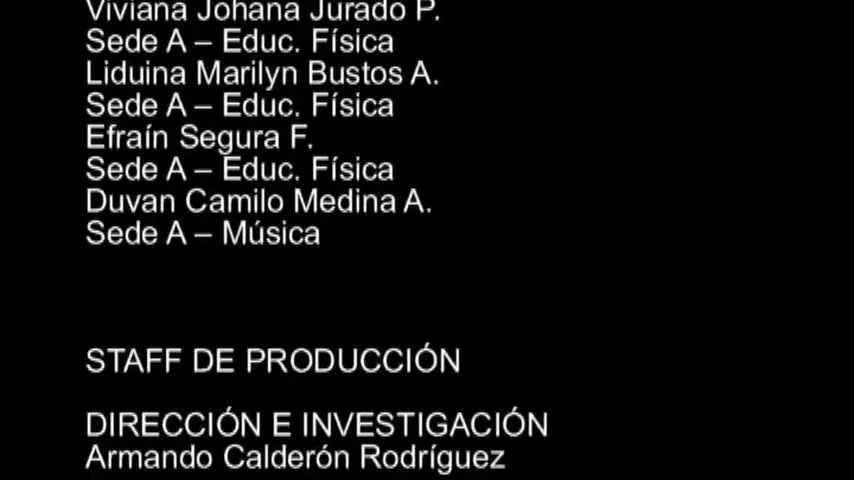 Viviana Johana Jurado P.
Sede A – Educ. Física
Liduina Marilyn Bustos A.
Sede A – Educ. Física
Efraín Segura F.
Sede A – Educ. Física
Duvan Camilo Medina A.
Sede A – Música
STAFF DE PRODUCCIÓN
DIRECCIÓN E INVESTIGACIÓN
Armando Calderón Rodríguez